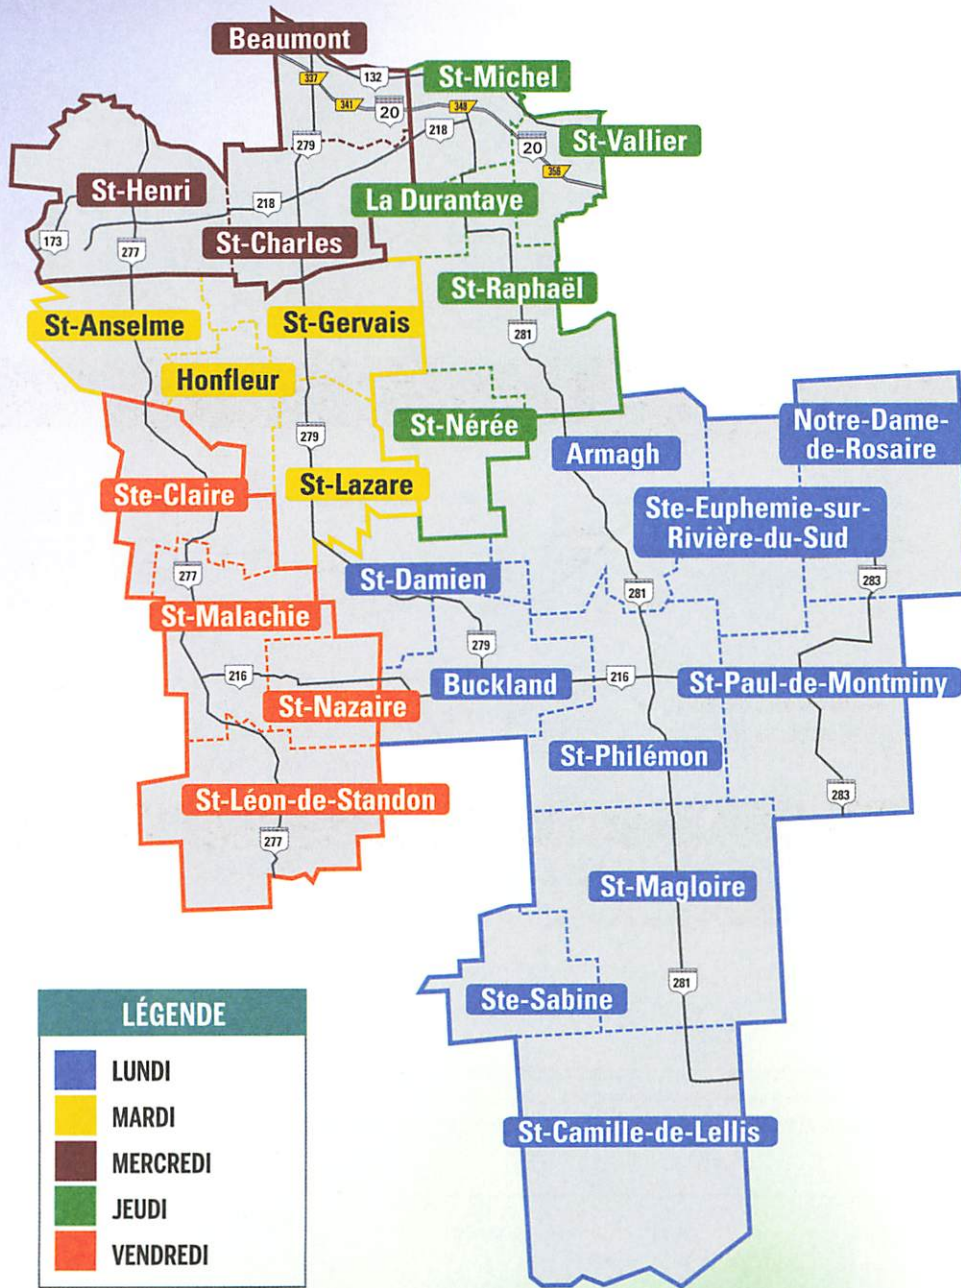 Beaumont
337
132
St-Michel
341
20
348
218
279
20
St-Vallier
358
St-Henri
218
La Durantaye
173
277
St-Charles
St-Raphaël
St-Anselme
St-Gervais
281
Honfleur
St-Nérée
Notre-Dame-
de-Rosaire
279
Armagh
St-Lazare
Ste-Claire
Ste-Euphemie-sur-
Rivière-du-Sud
277
St-Damien
281
283
St-Malachie
279
216
Buckland
216
St-Paul-de-Montminy
St-Nazaire
St-Philémon
St-Léon-de-Standon
283
277
St-Magloire
281
Ste-Sabine
LÉGENDE
LUNDI
MARDI
MERCREDI
JEUDI
VENDREDI
St-Camille-de-Lellis